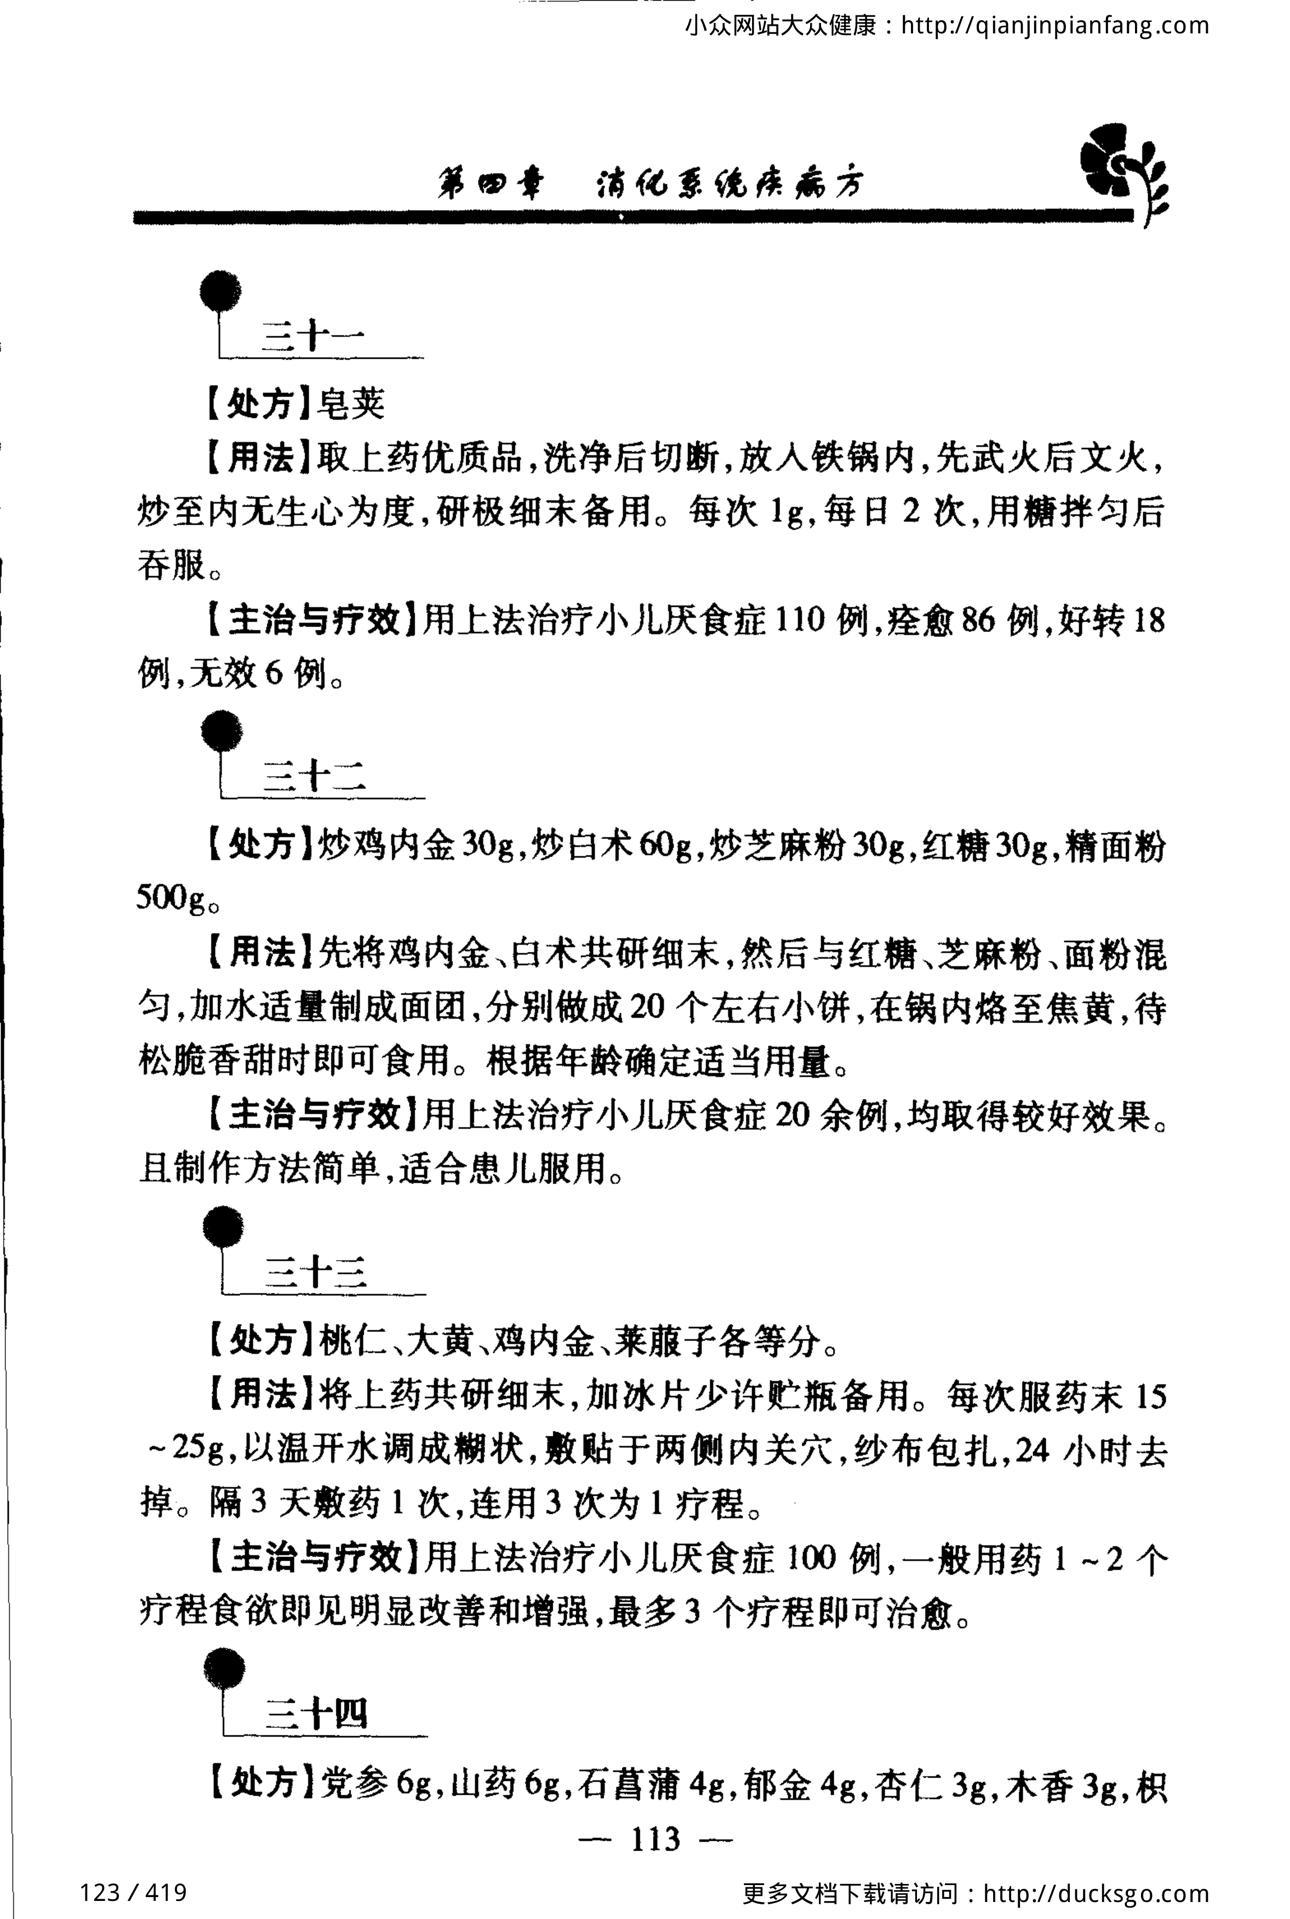 小众网站大众健康：http://qianjinpianfang.com
第四章 消化系统疾病方
三十一
【处方】皂荚
【用法】取上药优质品,洗净后切断,放入铁锅内,先武火后文火,
炒至内无生心为度,研极细末备用。每次 1g,每日 2 次,用糖拌匀后
吞服。
【主治与疗效】用上法治疗小儿厌食症 110 例,痊愈 86 例,好转 18
例,无效 6 例。
三十二
【处方】炒鸡内金 30g,炒白术 60g,炒芝麻粉 30g,红糖 30g,精面粉
500g。
【用法】先将鸡内金、白术共研细末,然后与红糖、芝麻粉、面粉混
匀,加水适量制成面团,分别做成 20 个左右小饼,在锅内烙至焦黄,待
松脆香甜时即可食用。根据年龄确定适当用量。
【主治与疗效】用上法治疗小儿厌食症 20 余例,均取得较好效果。
且制作方法简单,适合患儿服用。
三十三
【处方】桃仁、大黄、鸡内金、莱菔子各等分。
【用法】将上药共研细末,加冰片少许贮瓶备用。每次服药末 15
~25g,以温开水调成糊状,敷贴于两侧内关穴,纱布包扎,24 小时去
掉。隔 3 天敷药 1 次,连用 3 次为 1 疗程。
【主治与疗效】用上法治疗小儿厌食症 100 例,一般用药 1 ~ 2 个
疗程食欲即见明显改善和增强,最多 3 个疗程即可治愈。
三十四
【处方】党参 6g,山药 6g,石菖蒲 4g,郁金 4g,杏仁 3g,木香 3g,枳
— 113 —
123 / 419
更多文档下载请访问：http://ducksgo.com